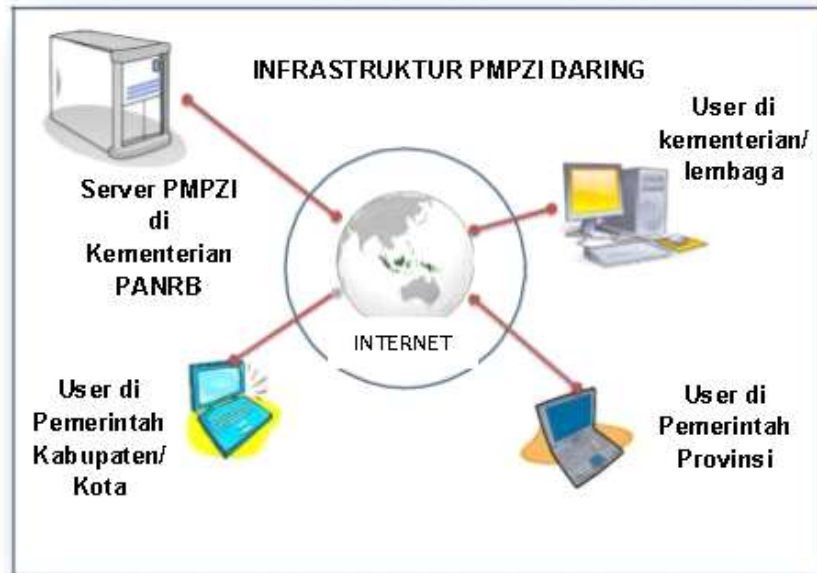 INFRASTRUKTUR PMPZI DARING
Server PMPZI
di
Kementerian
PANRB
User di
kementerian/
lembaga
INTERNET
User di
Pemerintah
Kabupaten/
Kota
User di
Pemerintah
Provinsi